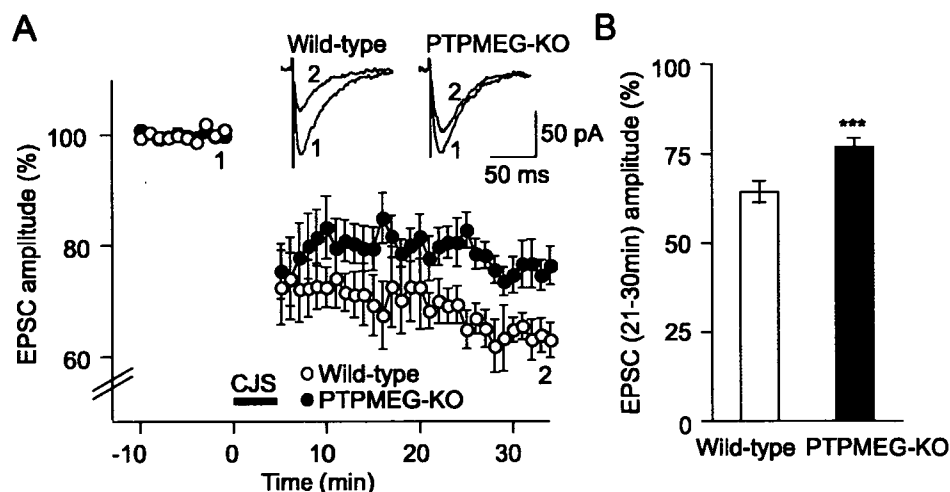 A
Wild-type PTPMEG-KO
2
1
2
1
50 pA
50 ms
EPSC amplitude (%)
100
80
60
1
2
CJS
Wild-type
PTPMEG-KO
-10 0 10 20 30
Time (min)
B
EPSC (21-30min) amplitude (%)
100
75
50
25
0
***
Wild-type PTPMEG-KO